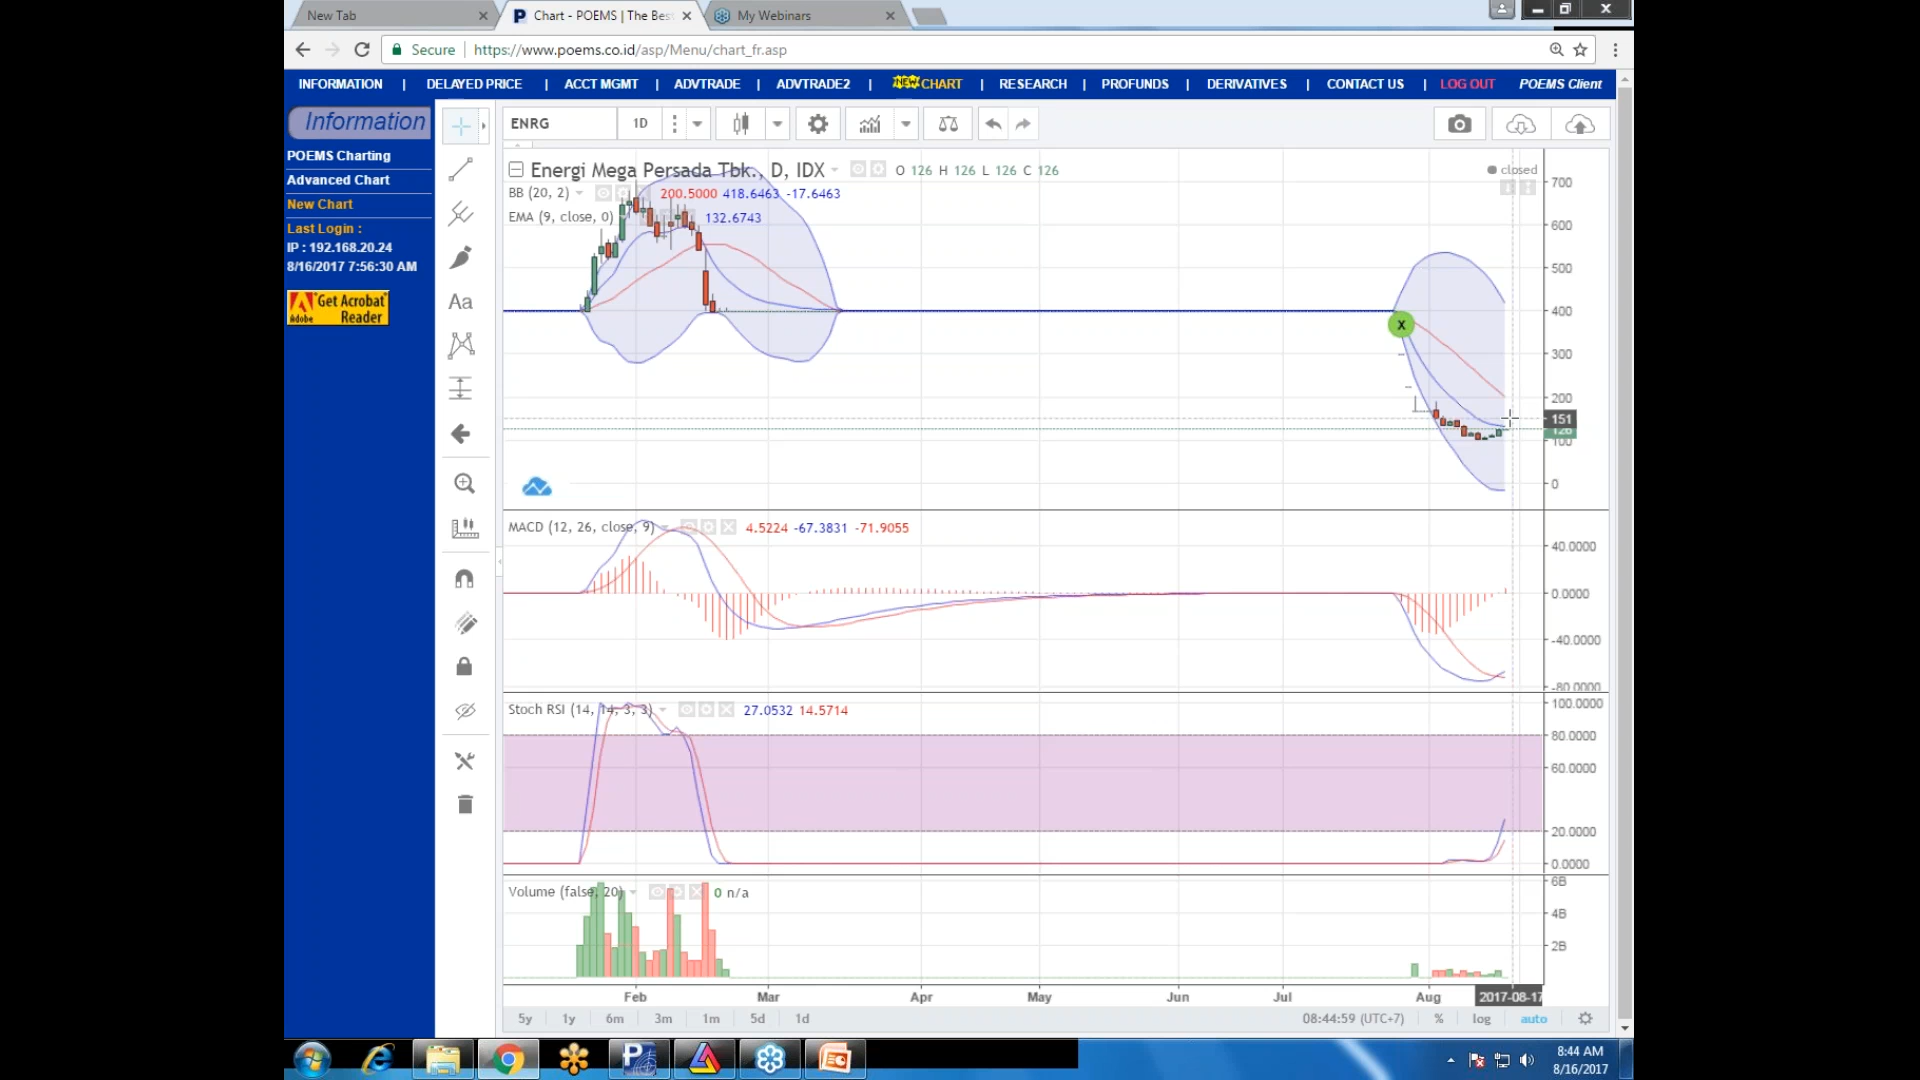 New Tab
Chart - POEMS | The Bes
My Webinars
Secure
https://www.poems.co.id/asp/Menu/chart_fr.asp
INFORMATION | DELAYED PRICE | ACCT MGMT | ADVTRADE | ADVTRADE2 | NEW CHART | RESEARCH | PROFUNDS | DERIVATIVES | CONTACT US | LOG OUT POEMS Client
Information
POEMS Charting
Advanced Chart
New Chart
Last Login :
IP : 192.168.20.24
8/16/2017 7:56:30 AM
Get Acrobat
Adobe Reader
Aa
ENRG
1D
Energi Mega Persada Tbk., D, IDX
O 126 H 126 L 126 C 126
closed
BB (20, 2)
200.5000 418.6463 -17.6463
EMA (9, close, 0)
132.6743
x
700
600
500
400
300
200
151
126
100
0
MACD (12, 26, close, 9)
4.5224 -67.3831 -71.9055
40.0000
0.0000
-40.0000
-80.0000
Stoch RSI (14, 14, 3, 3)
27.0532 14.5714
100.0000
80.0000
60.0000
20.0000
0.0000
Volume (false, 20)
0 n/a
6B
4B
2B
Feb Mar Apr May Jun Jul Aug 2017-08-17
5y 1y 6m 3m 1m 5d 1d
08:44:59 (UTC+7)
% log auto
8:44 AM
8/16/2017